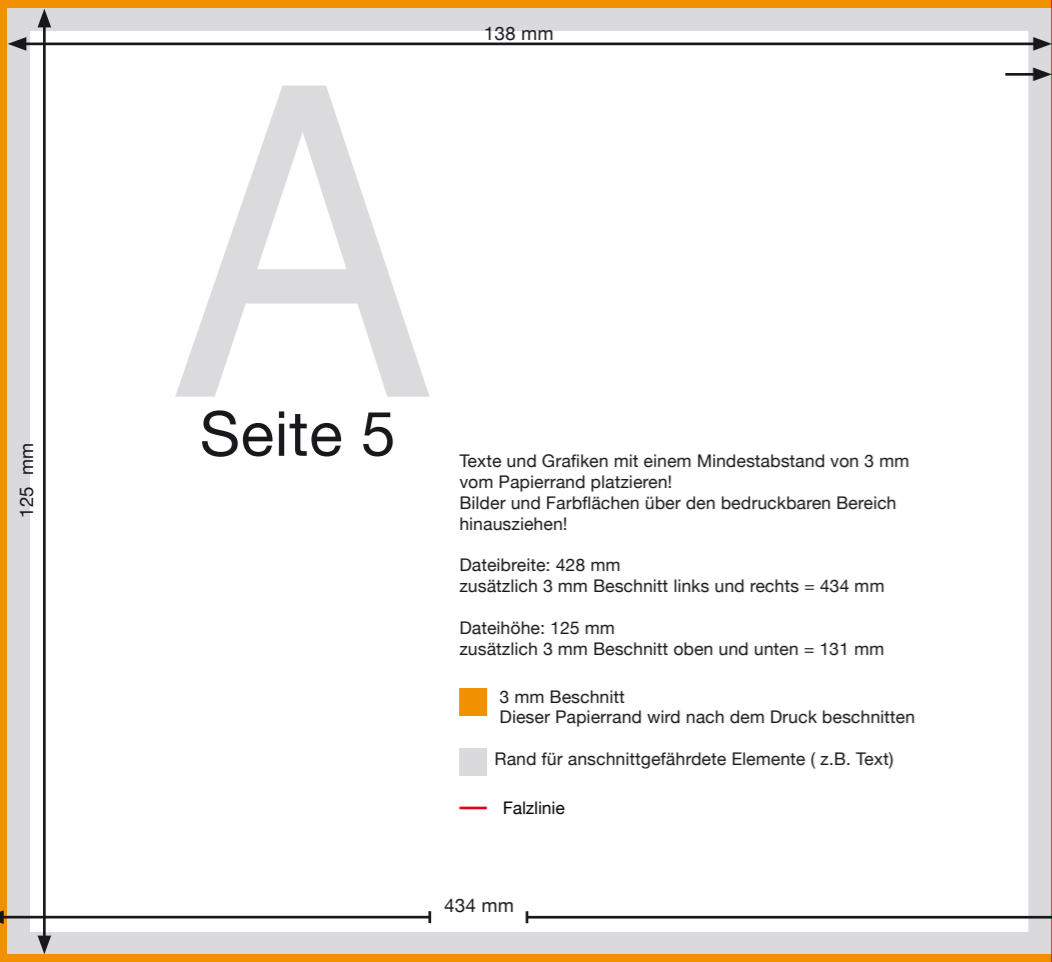 138 mm
A
Seite 5
125 mm
Texte und Grafiken mit einem Mindestabstand von 3 mm
vom Papierrand platzieren!
Bilder und Farbflächen über den bedruckbaren Bereich
hinausziehen!
Dateibreite: 428 mm
zusätzlich 3 mm Beschnitt links und rechts = 434 mm
Dateihöhe: 125 mm
zusätzlich 3 mm Beschnitt oben und unten = 131 mm
3 mm Beschnitt
Dieser Papierrand wird nach dem Druck beschnitten
Rand für anschnittgefährdete Elemente ( z.B. Text)
Falzlinie
434 mm